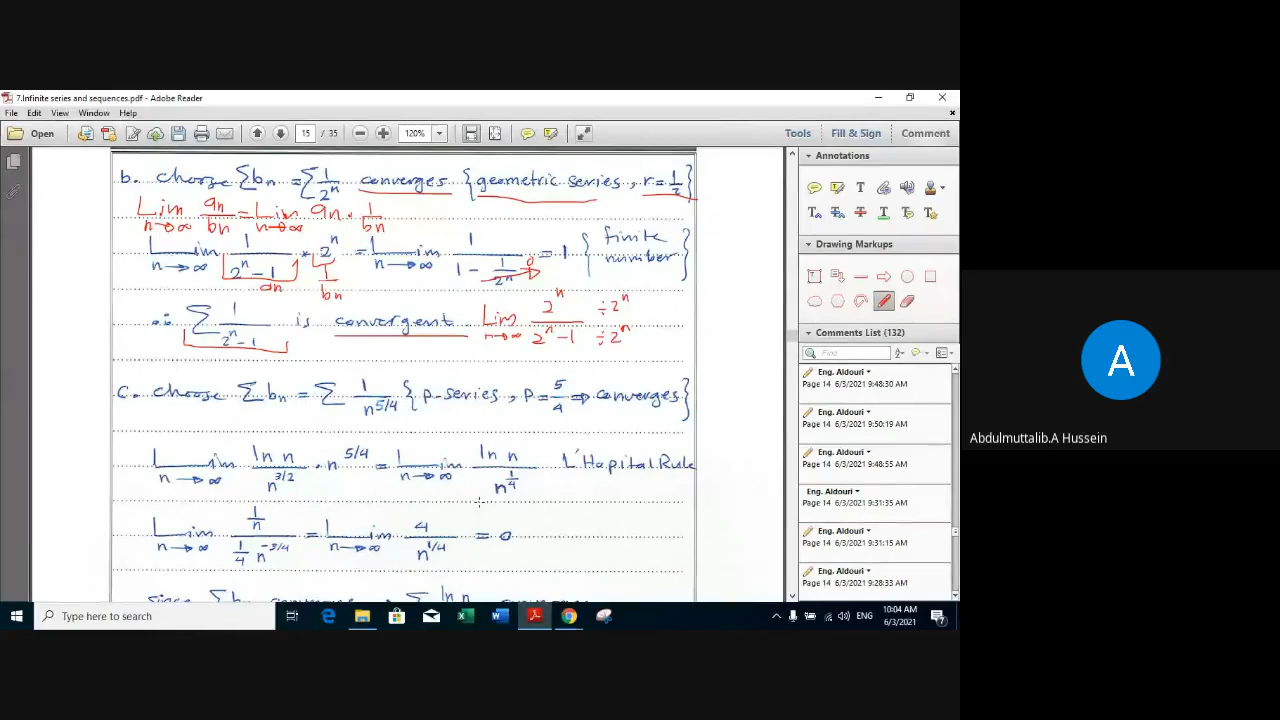 7.Infinite series and sequences.pdf - Adobe Reader
File Edit View Window Help
Open 15 / 35 120% Tools Fill & Sign Comment
b. choose Σbn = Σ 1/2^n converges {geometric series, r = 1/2}
Lim n→∞ an/bn = Lim n→∞ an · 1/bn
Lim n→∞ 1/(2^n - 1) * 2^n = Lim n→∞ 1/(1 - 1/2^n) = 1 {finite number}
an 1/bn 0
∴ Σ 1/(2^n - 1) is convergent Lim n→∞ 2^n/(2^n - 1) ÷2^n ÷2^n
c. choose Σbn = Σ 1/n^5/4 {p-series, P = 5/4 ⇒ converges}
Lim n→∞ ln n/n^3/2 · n^5/4 = Lim n→∞ ln n/n^1/4 L'Hapital.Rule
Lim n→∞ (1/n)/(1/4 n^-3/4) = Lim n→∞ 4/n^1/4 = 0
since Σbn Σ ln n
Annotations
T T T T T
Drawing Markups
Comments List (132)
Find
Eng. Aldouri
Page 14 6/3/2021 9:48:30 AM
Eng. Aldouri
Page 14 6/3/2021 9:50:19 AM
Eng. Aldouri
Page 14 6/3/2021 9:48:55 AM
Eng. Aldouri
Page 14 6/3/2021 9:31:35 AM
Eng. Aldouri
Page 14 6/3/2021 9:31:15 AM
Eng. Aldouri
Page 14 6/3/2021 9:28:33 AM
A
Abdulmuttalib.A Hussein
Type here to search
ENG
10:04 AM
6/3/2021
7